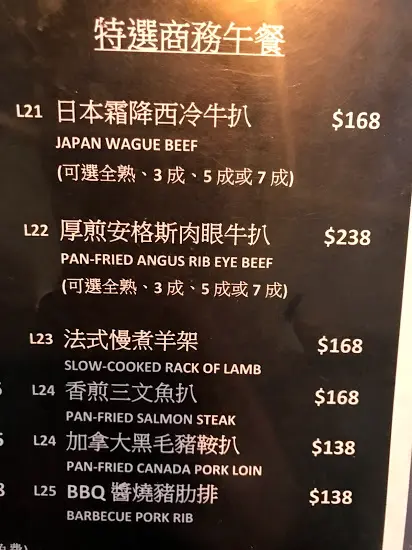 特選商務午餐
L21 日本霜降西冷牛扒 $168
JAPAN WAGUE BEEF
(可選全熟、3 成、5 成或 7 成)
L22 厚煎安格斯肉眼牛扒 $238
PAN-FRIED ANGUS RIB EYE BEEF
(可選全熟、3 成、5 成或 7 成)
L23 法式慢煮羊架 $168
SLOW-COOKED RACK OF LAMB
L24 香煎三文魚扒 $168
PAN-FRIED SALMON STEAK
L24 加拿大黑毛豬鞍扒 $138
PAN-FRIED CANADA PORK LOIN
L25 BBQ 醬燒豬肋排 $138
BARBECUE PORK RIB